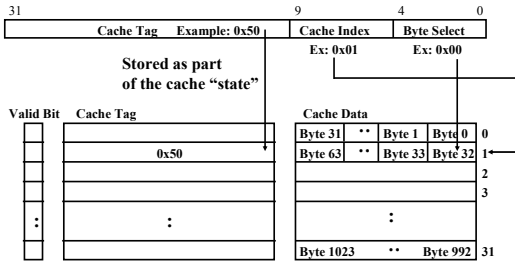 31 9 4 0
Cache Tag Example: 0x50 Cache Index Byte Select
Ex: 0x01 Ex: 0x00
Stored as part
of the cache “state”
Valid Bit Cache Tag Cache Data
Byte 31 ·· Byte 1 Byte 0 0
0x50 Byte 63 ·· Byte 33 Byte 32 1
2
3
: : :
Byte 1023 ·· Byte 992 31